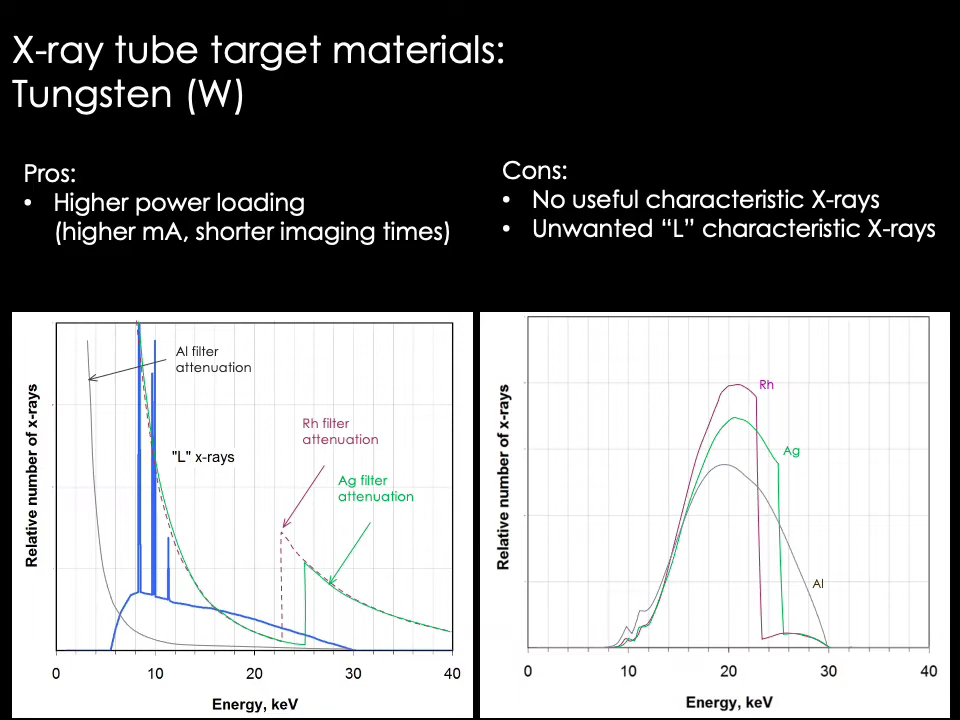 X-ray tube target materials:
Tungsten (W)
Pros:
• Higher power loading
(higher mA, shorter imaging times)
Cons:
• No useful characteristic X-rays
• Unwanted “L” characteristic X-rays
Relative number of x-rays
Al filter
attenuation
"L" x-rays
Rh filter
attenuation
Ag filter
attenuation
0 10 20 30 40
Energy, keV
Relative number of x-rays
Rh
Ag
Al
0 10 20 30 40
Energy, keV